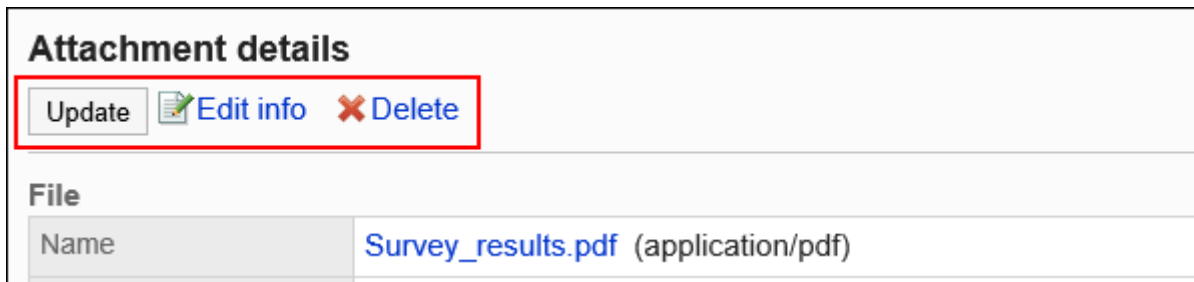 Attachment details
Update Edit info Delete
File
Name Survey_results.pdf (application/pdf)